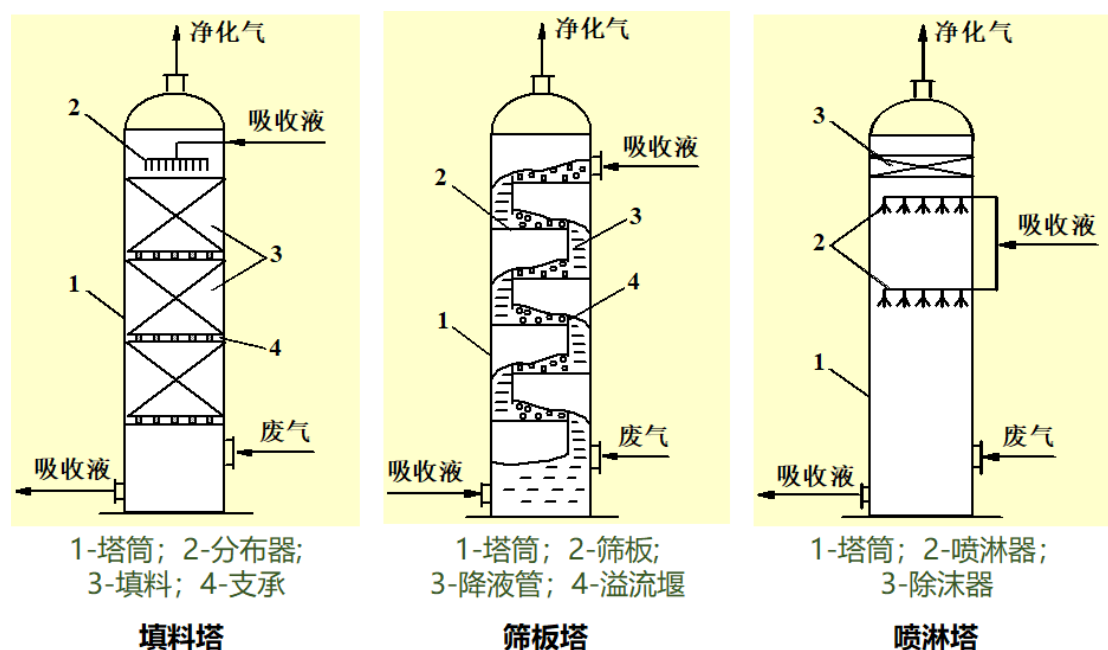 净化气
2
吸收液
3
1
4
废气
吸收液
1-塔筒；2-分布器;
3-填料；4-支承
填料塔
净化气
吸收液
2
3
4
1
废气
吸收液
1-塔筒；2-筛板;
3-降液管；4-溢流堰
筛板塔
净化气
3
2
吸收液
1
废气
吸收液
1-塔筒；2-喷淋器；
3-除沫器
喷淋塔